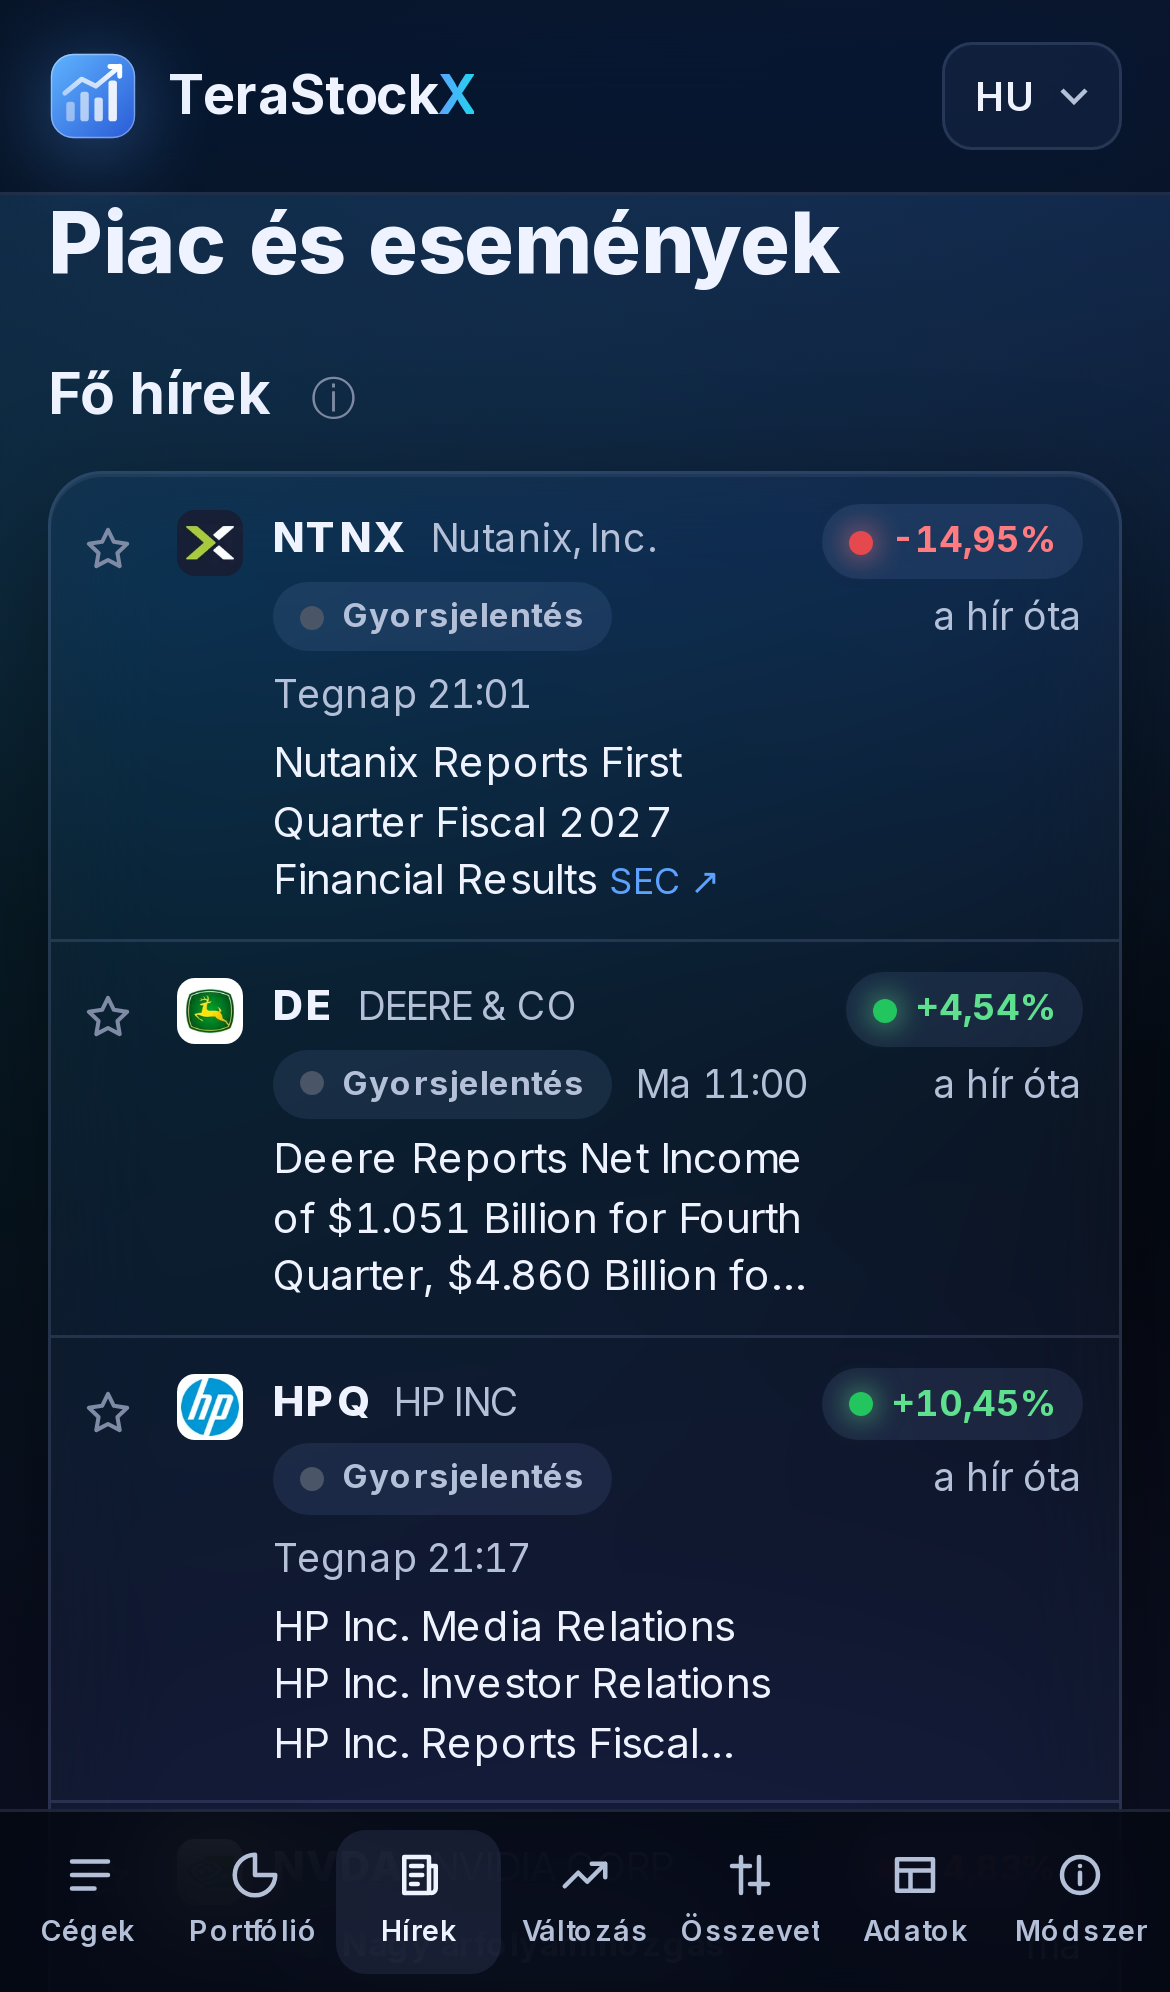 TeraStockX
HU
Piac és események
Fő hírek
NTNX Nutanix, Inc. -14,95%
Gyorsjelentés a hír óta
Tegnap 21:01
Nutanix Reports First
Quarter Fiscal 2027
Financial Results SEC ↗
DE DEERE & CO +4,54%
Gyorsjelentés Ma 11:00 a hír óta
Deere Reports Net Income
of $1.051 Billion for Fourth
Quarter, $4.860 Billion fo...
HPQ HP INC +10,45%
Gyorsjelentés a hír óta
Tegnap 21:17
HP Inc. Media Relations
HP Inc. Investor Relations
HP Inc. Reports Fiscal...
NVDA NVIDIA CORP
Cégek Portfólió Hírek Változás Összevet Adatok Módszer